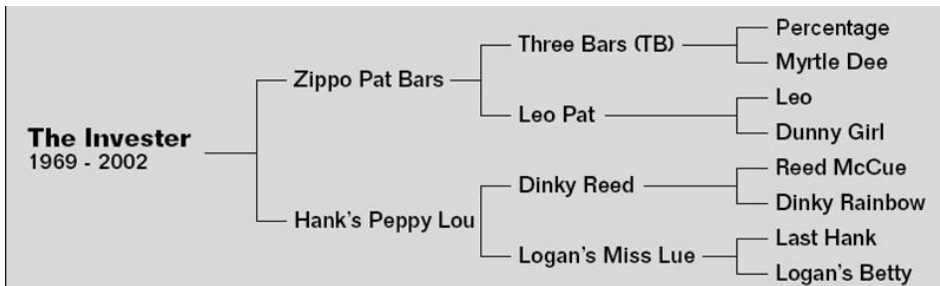 Percentage
Three Bars (TB)
Myrtle Dee
Zippo Pat Bars
Leo
Leo Pat
Dunny Girl
The Invester
1969 - 2002
Reed McCue
Dinky Reed
Dinky Rainbow
Hank's Peppy Lou
Last Hank
Logan's Miss Lue
Logan's Betty